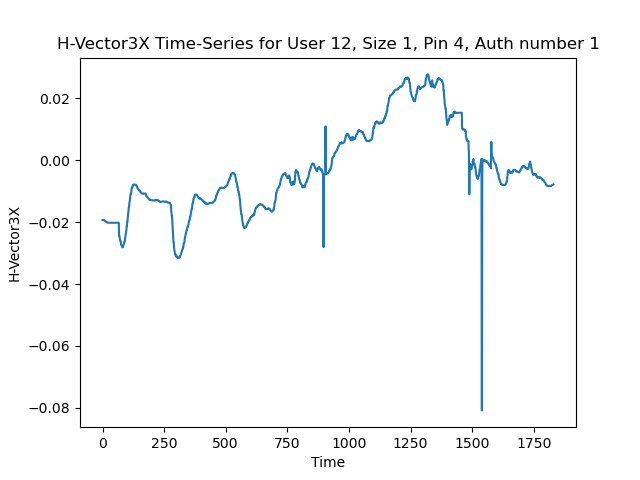 H-Vector3X Time-Series for User 12, Size 1, Pin 4, Auth number 1
H-Vector3X
0.02
0.00
−0.02
−0.04
−0.06
−0.08
0 250 500 750 1000 1250 1500 1750
Time